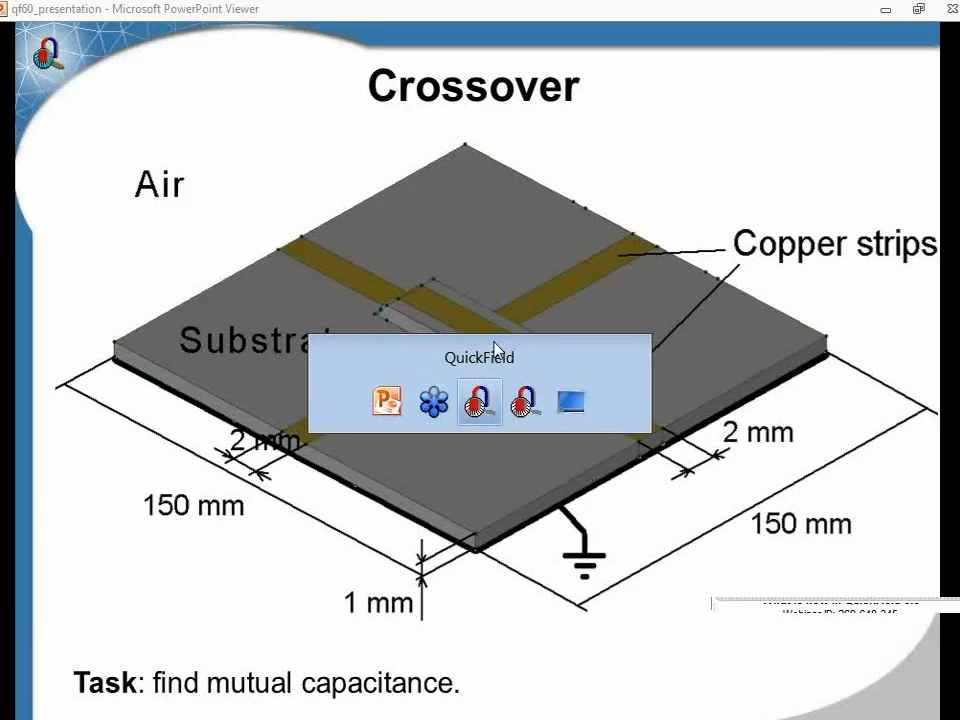 qf60_presentation - Microsoft PowerPoint Viewer
Crossover
Air
Copper strips
QuickField
2 mm
2 mm
150 mm
150 mm
1 mm
Task: find mutual capacitance.